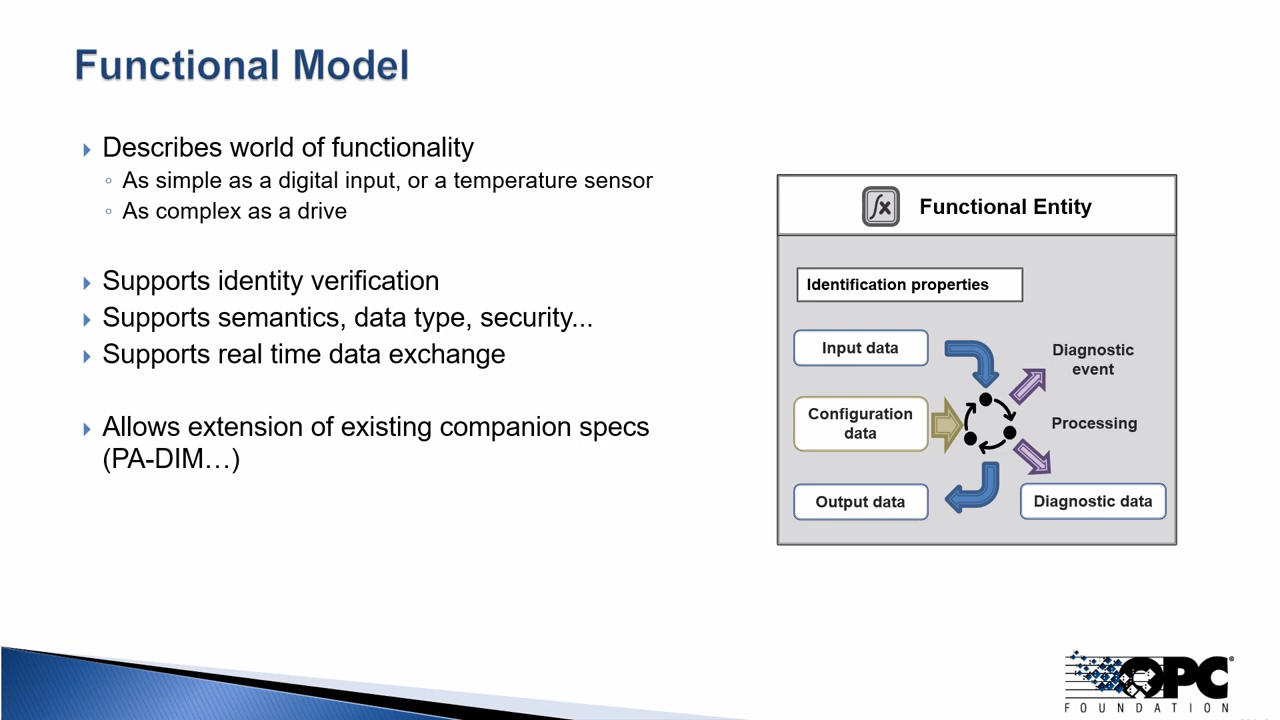 Functional Model
Describes world of functionality
As simple as a digital input, or a temperature sensor
As complex as a drive
Supports identity verification
Supports semantics, data type, security...
Supports real time data exchange
Allows extension of existing companion specs
(PA-DIM…)
fx Functional Entity
Identification properties
Input data
Diagnostic
event
Configuration
data
Processing
Output data
Diagnostic data
OPC®
FOUNDATION